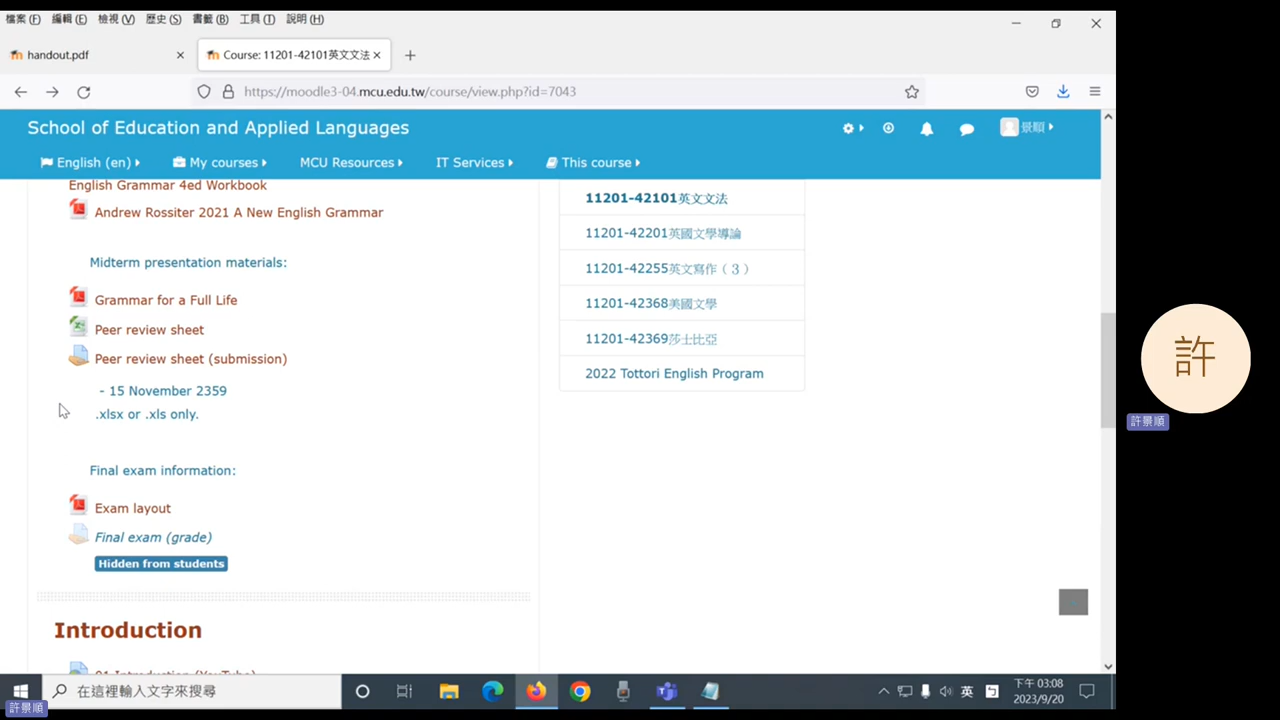 檔案(F) 編輯(E) 檢視(V) 歷史(S) 書籤(B) 工具(T) 說明(H)
handout.pdf
Course: 11201-42101英文文法
https://moodle3-04.mcu.edu.tw/course/view.php?id=7043
School of Education and Applied Languages
景順
English (en)
My courses
MCU Resources
IT Services
This course
English Grammar 4ed Workbook
Andrew Rossiter 2021 A New English Grammar
Midterm presentation materials:
Grammar for a Full Life
Peer review sheet
Peer review sheet (submission)
- 15 November 2359
.xlsx or .xls only.
Final exam information:
Exam layout
Final exam (grade)
Hidden from students
Introduction
01 Introduction (YouTube)
11201-42101英文文法
11201-42201英國文學導論
11201-42255英文寫作（３）
11201-42368美國文學
11201-42369莎士比亞
2022 Tottori English Program
許
許景順
在這裡輸入文字來搜尋
英
下午 03:08
2023/9/20
許景順